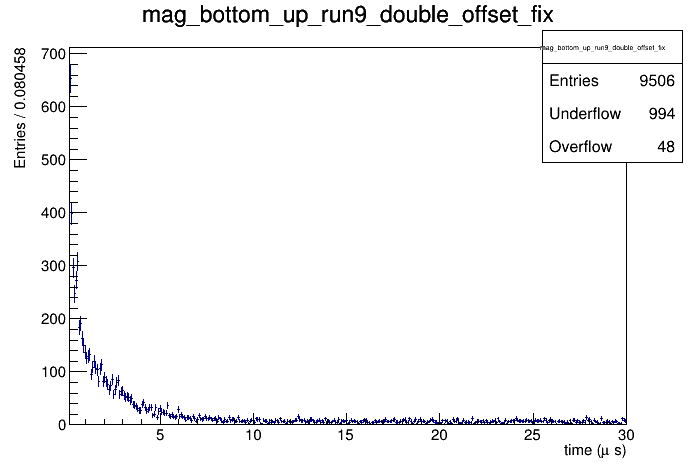 mag_bottom_up_run9_double_offset_fix
mag_bottom_up_run9_double_offset_fix
Entries 9506
Underflow 994
Overflow 48
Entries / 0.080458
700
600
500
400
300
200
100
0
5 10 15 20 25 30
time (μ s)